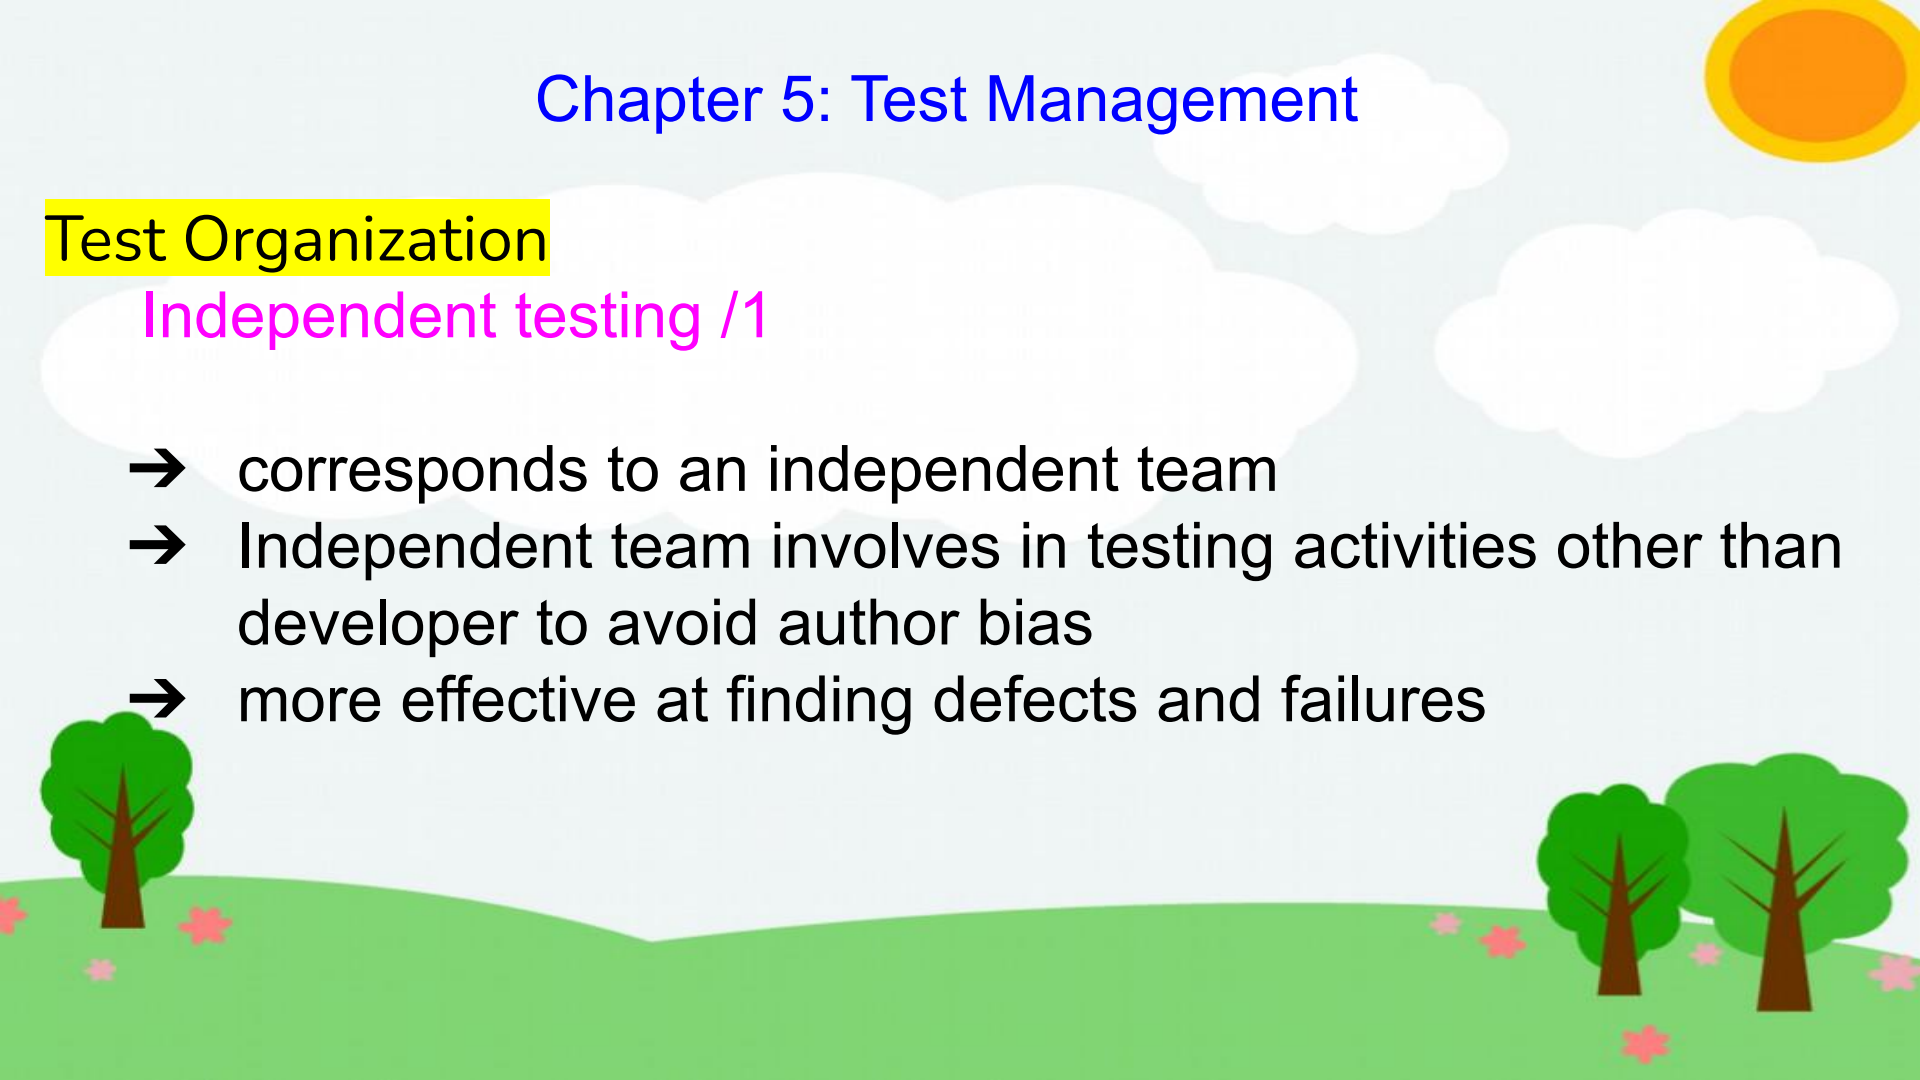 Chapter 5: Test Management
Test Organization
Independent testing /1
➔ corresponds to an independent team
➔ Independent team involves in testing activities other than
developer to avoid author bias
➔ more effective at finding defects and failures